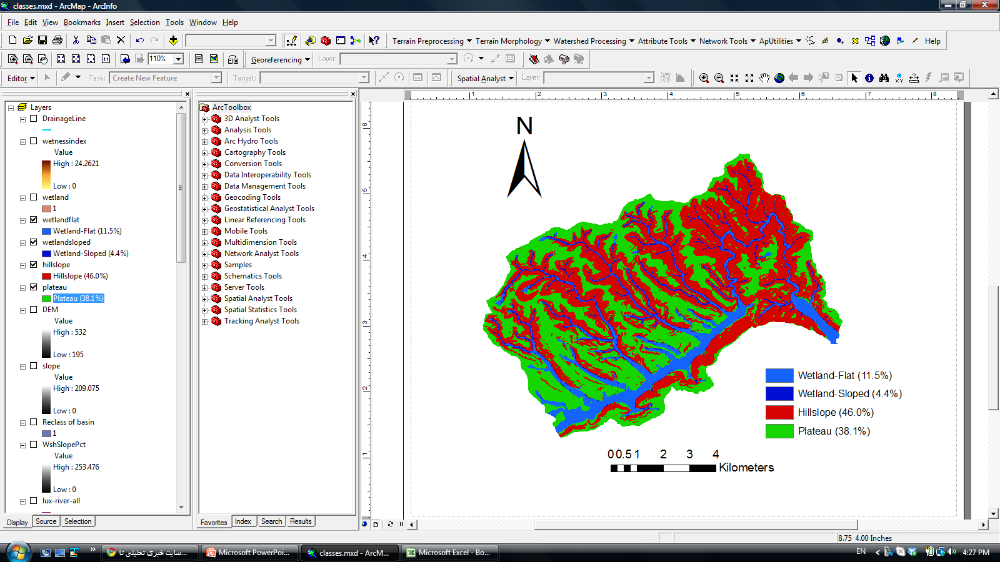 classes.mxd - ArcMap - ArcInfo
File Edit View Bookmarks Insert Selection Tools Window Help
Terrain Preprocessing Terrain Morphology Watershed Processing Attribute Tools Network Tools ApUtilities Help
110% Georeferencing Layer:
Editor Task: Create New Feature Target: Spatial Analyst Layer:
Layers
DrainageLine
wetnessindex
Value
High : 24.2621
Low : 0
wetland
1
wetlandflat
Wetland-Flat (11.5%)
wetlandsloped
Wetland-Sloped (4.4%)
hillslope
Hillslope (46.0%)
plateau
Plateau (38.1%)
DEM
Value
High : 532
Low : 195
slope
Value
High : 209.075
Low : 0
Reclass of basin
1
WshSlopePct
Value
High : 253.476
Low : 0
lux-river-all
Display Source Selection
ArcToolbox
3D Analyst Tools
Analysis Tools
Arc Hydro Tools
Cartography Tools
Conversion Tools
Data Interoperability Tools
Data Management Tools
Geocoding Tools
Geostatistical Analyst Tools
Linear Referencing Tools
Mobile Tools
Multidimension Tools
Network Analyst Tools
Samples
Schematics Tools
Server Tools
Spatial Analyst Tools
Spatial Statistics Tools
Tracking Analyst Tools
Favorites Index Search Results
1 2 3 4 5 6 7 8
6
5
4
3
2
1
N
Wetland-Flat (11.5%)
Wetland-Sloped (4.4%)
Hillslope (46.0%)
Plateau (38.1%)
0 0.5 1 2 3 4
Kilometers
8.75 4.00 Inches
سایت خبری تحلیلی تا...
Microsoft PowerPoi...
classes.mxd - ArcM...
Microsoft Excel - Bo...
EN
4:27 PM